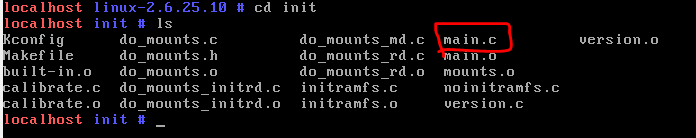 localhost linux-2.6.25.10 # cd init
localhost init # ls
Kconfig do_mounts.c do_mounts_md.c main.c version.o
Makefile do_mounts.h do_mounts_rd.c main.o
built-in.o do_mounts_initrd.c do_mounts_rd.o mounts.o
calibrate.c do_mounts_initrd.c initramfs.c noinitramfs.c
calibrate.o do_mounts_initrd.o initramfs.o version.c
localhost init # _